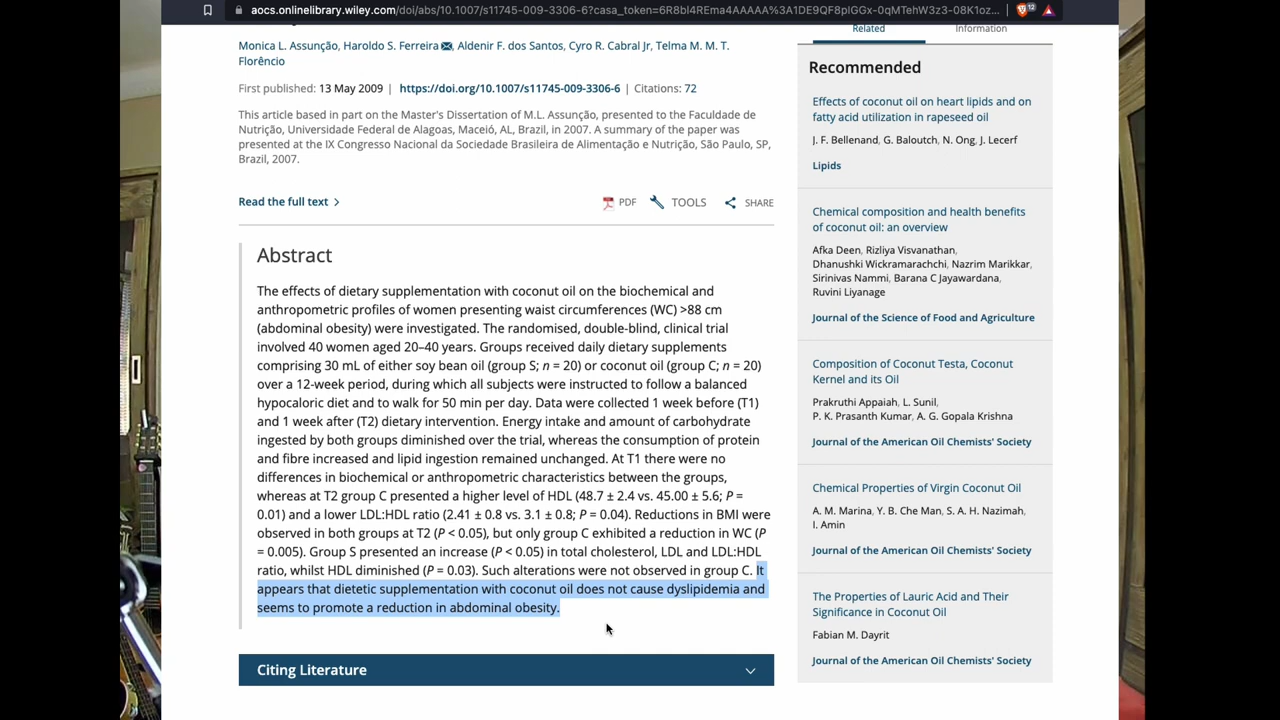 aocs.onlinelibrary.wiley.com/doi/abs/10.1007/s11745-009-3306-6?casa_token=6R8bl4REma4AAAAA%3A1DE9QF8plGGx-0qMTehW3z3-08K1oz...
12
Monica L. Assunção, Haroldo S. Ferreira, Aldenir F. dos Santos, Cyro R. Cabral Jr, Telma M. M. T.
Florêncio
First published: 13 May 2009 | https://doi.org/10.1007/s11745-009-3306-6 | Citations: 72
This article based in part on the Master's Dissertation of M.L. Assunção, presented to the Faculdade de
Nutrição, Universidade Federal de Alagoas, Maceió, AL, Brazil, in 2007. A summary of the paper was
presented at the IX Congresso Nacional da Sociedade Brasileira de Alimentação e Nutrição, São Paulo, SP,
Brazil, 2007.
Read the full text
PDF
TOOLS
SHARE
Abstract
The effects of dietary supplementation with coconut oil on the biochemical and
anthropometric profiles of women presenting waist circumferences (WC) >88 cm
(abdominal obesity) were investigated. The randomised, double-blind, clinical trial
involved 40 women aged 20–40 years. Groups received daily dietary supplements
comprising 30 mL of either soy bean oil (group S; n = 20) or coconut oil (group C; n = 20)
over a 12-week period, during which all subjects were instructed to follow a balanced
hypocaloric diet and to walk for 50 min per day. Data were collected 1 week before (T1)
and 1 week after (T2) dietary intervention. Energy intake and amount of carbohydrate
ingested by both groups diminished over the trial, whereas the consumption of protein
and fibre increased and lipid ingestion remained unchanged. At T1 there were no
differences in biochemical or anthropometric characteristics between the groups,
whereas at T2 group C presented a higher level of HDL (48.7 ± 2.4 vs. 45.00 ± 5.6; P =
0.01) and a lower LDL:HDL ratio (2.41 ± 0.8 vs. 3.1 ± 0.8; P = 0.04). Reductions in BMI were
observed in both groups at T2 (P < 0.05), but only group C exhibited a reduction in WC (P
= 0.005). Group S presented an increase (P < 0.05) in total cholesterol, LDL and LDL:HDL
ratio, whilst HDL diminished (P = 0.03). Such alterations were not observed in group C. It
appears that dietetic supplementation with coconut oil does not cause dyslipidemia and
seems to promote a reduction in abdominal obesity.
Citing Literature
Related
Information
Recommended
Effects of coconut oil on heart lipids and on
fatty acid utilization in rapeseed oil
J. F. Bellenand, G. Baloutch, N. Ong, J. Lecerf
Lipids
Chemical composition and health benefits
of coconut oil: an overview
Afka Deen, Rizliya Visvanathan,
Dhanushki Wickramarachchi, Nazrim Marikkar,
Sirinivas Nammi, Barana C Jayawardana,
Ruvini Liyanage
Journal of the Science of Food and Agriculture
Composition of Coconut Testa, Coconut
Kernel and its Oil
Prakruthi Appaiah, L. Sunil,
P. K. Prasanth Kumar, A. G. Gopala Krishna
Journal of the American Oil Chemists' Society
Chemical Properties of Virgin Coconut Oil
A. M. Marina, Y. B. Che Man, S. A. H. Nazimah,
I. Amin
Journal of the American Oil Chemists' Society
The Properties of Lauric Acid and Their
Significance in Coconut Oil
Fabian M. Dayrit
Journal of the American Oil Chemists' Society